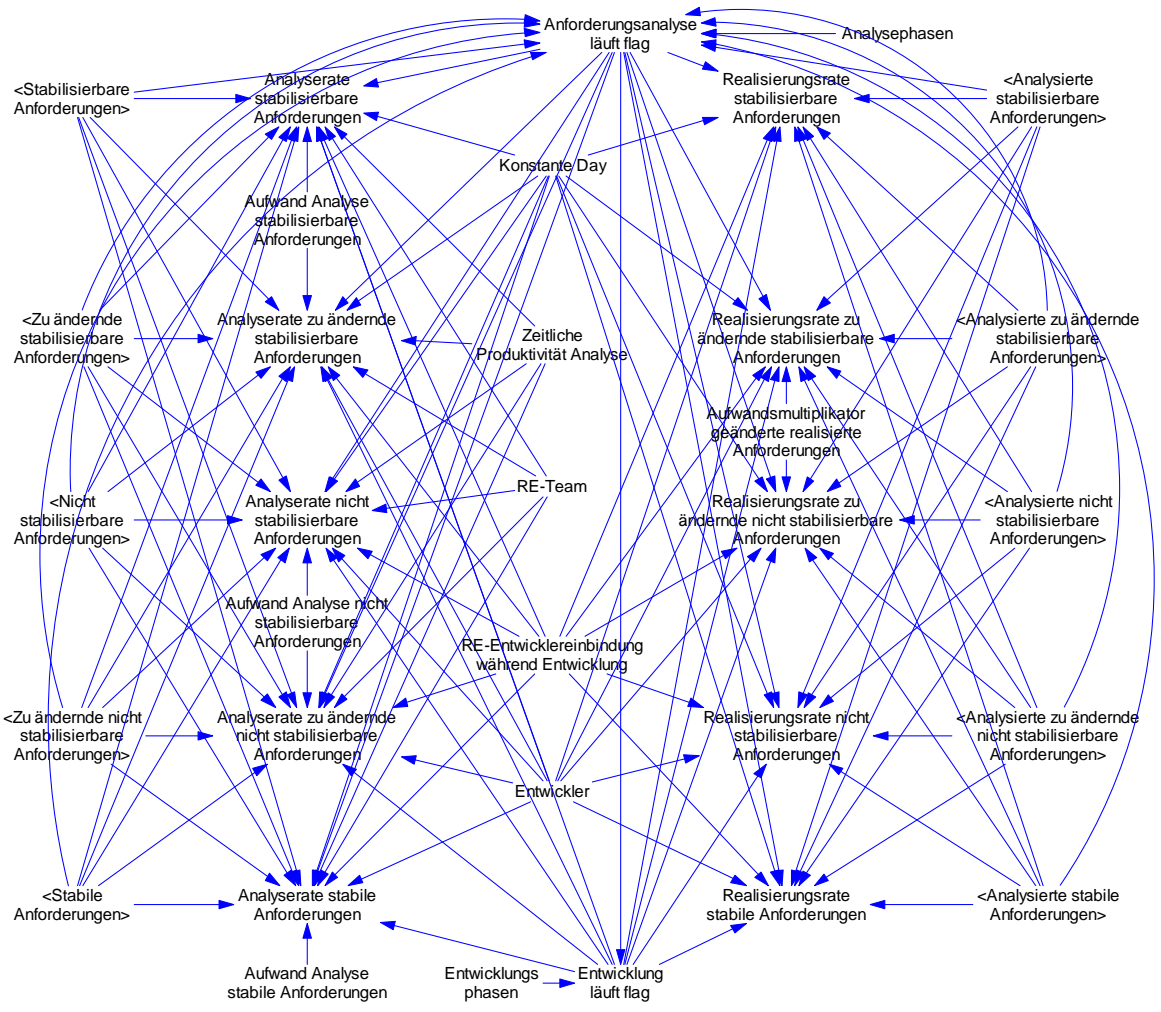 Anforderungsanalyse
läuft flag
Analysephasen
<Stabilisierbare
Anforderungen>
Analyserate
stabilisierbare
Anforderungen
Realisierungsrate
stabilisierbare
Anforderungen
<Analysierte
stabilisierbare
Anforderungen>
Konstante Day
Aufwand Analyse
stabilisierbare
Anforderungen
<Zu ändernde
stabilisierbare
Anforderungen>
Analyserate zu ändernde
stabilisierbare
Anforderungen
Zeitliche
Produktivität Analyse
Realisierungsrate zu
ändernde stabilisierbare
Anforderungen
<Analysierte zu ändernde
stabilisierbare
Anforderungen>
Aufwandsmultiplikator
geänderte realisierte
Anforderungen
<Nicht
stabilisierbare
Anforderungen>
Analyserate nicht
stabilisierbare
Anforderungen
RE-Team
Realisierungsrate zu
ändernde nicht stabilisierbare
Anforderungen
<Analysierte nicht
stabilisierbare
Anforderungen>
Aufwand Analyse nicht
stabilisierbare
Anforderungen
RE-Entwicklereinbindung
während Entwicklung
<Zu ändernde nicht
stabilisierbare
Anforderungen>
Analyserate zu ändernde
nicht stabilisierbare
Anforderungen
Realisierungsrate nicht
stabilisierbare
Anforderungen
<Analysierte zu ändernde
nicht stabilisierbare
Anforderungen>
Entwickler
<Stabile
Anforderungen>
Analyserate stabile
Anforderungen
Realisierungsrate
stabile Anforderungen
<Analysierte stabile
Anforderungen>
Aufwand Analyse
stabile Anforderungen
Entwicklungs
phasen
Entwicklung
läuft flag